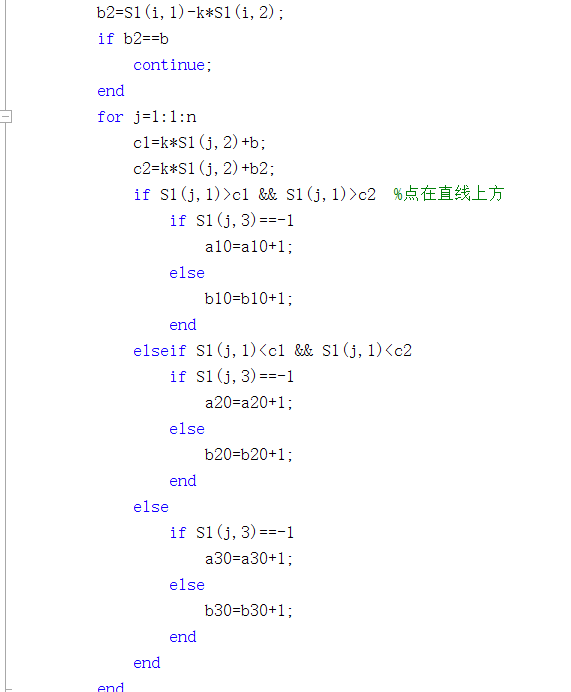 b2=S1(i,1)-k*S1(i,2);
if b2==b
continue;
end
for j=1:1:n
c1=k*S1(j,2)+b;
c2=k*S1(j,2)+b2;
if S1(j,1)>c1 && S1(j,1)>c2 %点在直线上方
if S1(j,3)==-1
a10=a10+1;
else
b10=b10+1;
end
elseif S1(j,1)<c1 && S1(j,1)<c2
if S1(j,3)==-1
a20=a20+1;
else
b20=b20+1;
end
else
if S1(j,3)==-1
a30=a30+1;
else
b30=b30+1;
end
end
end